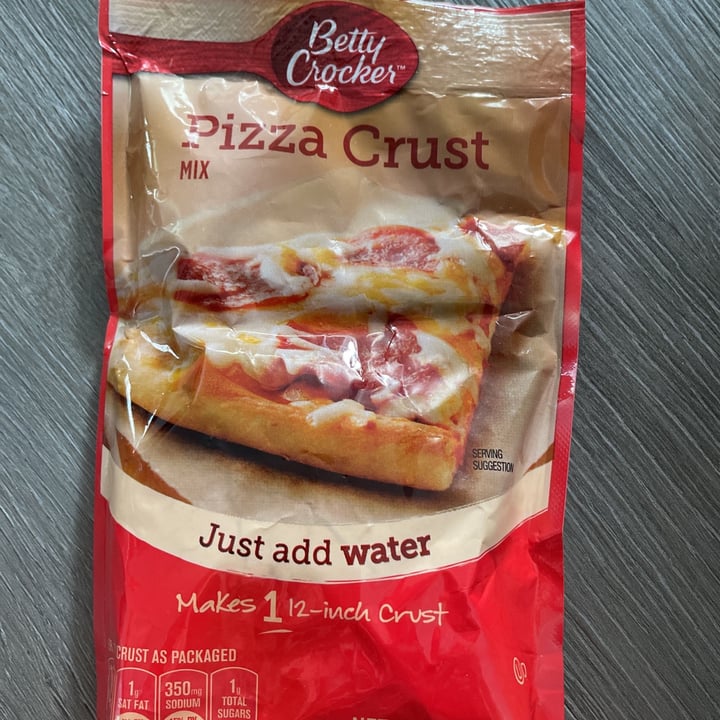 Betty
Crocker™
Pizza Crust
MIX
SERVING
SUGGESTION
Just add water
Makes 1 12-inch Crust
CRUST AS PACKAGED
1g 350mg 1g
SAT FAT SODIUM TOTAL
SUGARS